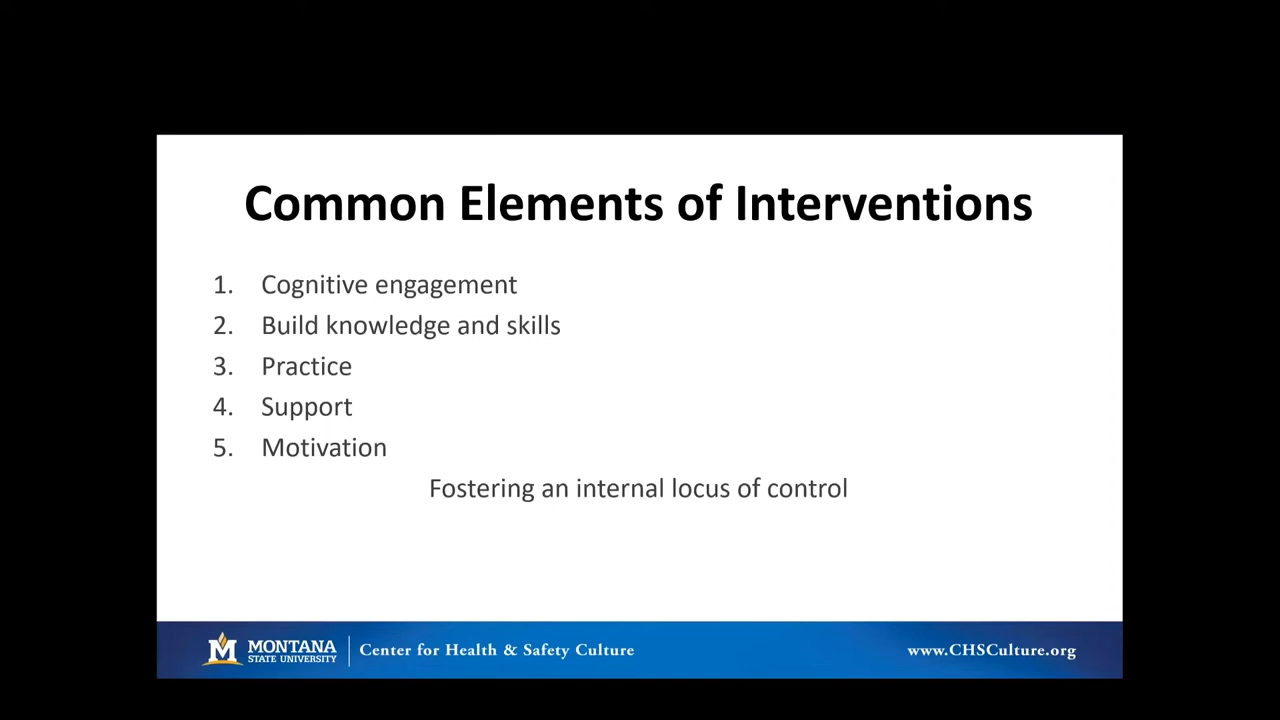 Common Elements of Interventions
1. Cognitive engagement
2. Build knowledge and skills
3. Practice
4. Support
5. Motivation
Fostering an internal locus of control
M MONTANA
STATE UNIVERSITY
Center for Health & Safety Culture
www.CHSCulture.org